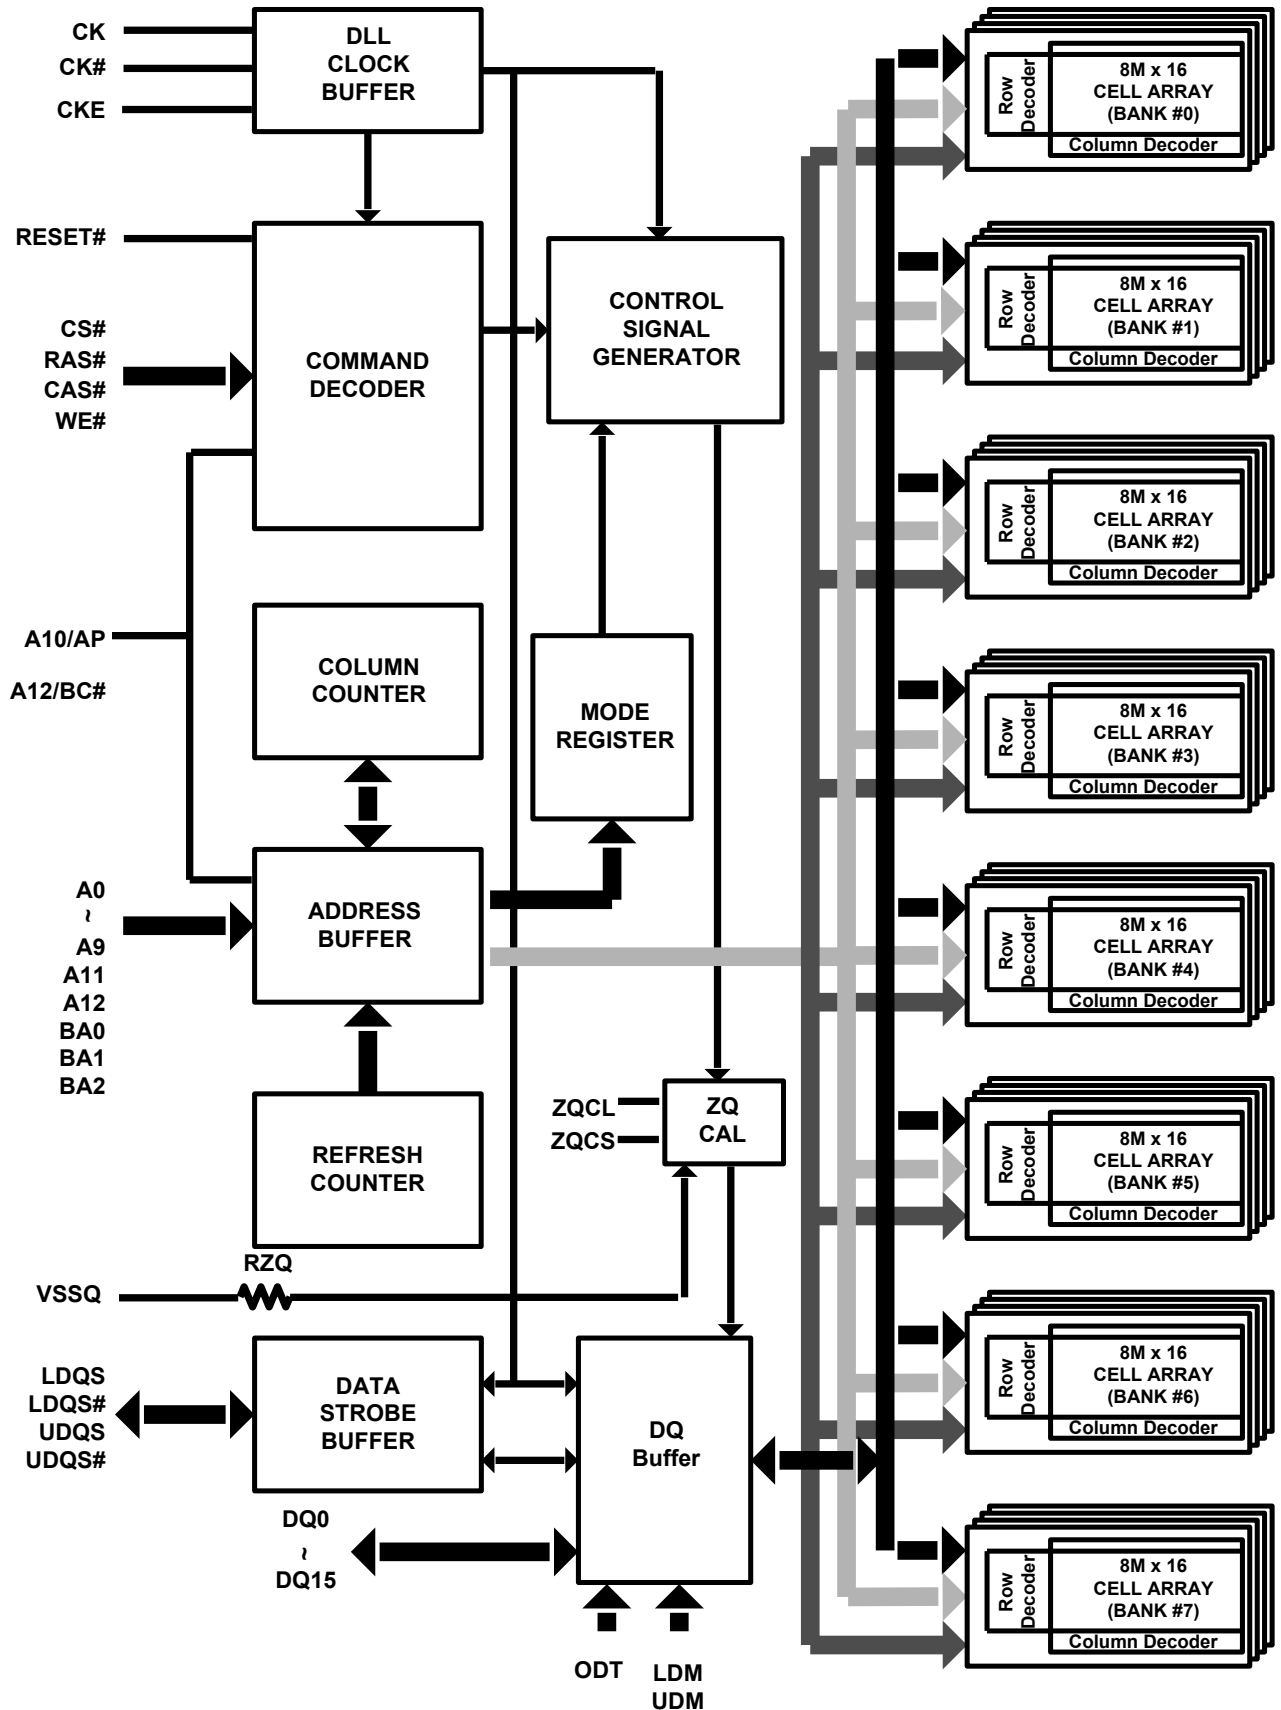 CK
CK#
CKE
DLL
CLOCK
BUFFER
RESET#
CS#
RAS#
CAS#
WE#
COMMAND
DECODER
CONTROL
SIGNAL
GENERATOR
A10/AP
A12/BC#
COLUMN
COUNTER
MODE
REGISTER
A0
~
A9
A11
A12
BA0
BA1
BA2
ADDRESS
BUFFER
REFRESH
COUNTER
ZQCL
ZQCS
ZQ
CAL
RZQ
VSSQ
LDQS
LDQS#
UDQS
UDQS#
DATA
STROBE
BUFFER
DQ
Buffer
DQ0
~
DQ15
ODT
LDM
UDM
Row
Decoder
8M x 16
CELL ARRAY
(BANK #0)
Column Decoder
Row
Decoder
8M x 16
CELL ARRAY
(BANK #1)
Column Decoder
Row
Decoder
8M x 16
CELL ARRAY
(BANK #2)
Column Decoder
Row
Decoder
8M x 16
CELL ARRAY
(BANK #3)
Column Decoder
Row
Decoder
8M x 16
CELL ARRAY
(BANK #4)
Column Decoder
Row
Decoder
8M x 16
CELL ARRAY
(BANK #5)
Column Decoder
Row
Decoder
8M x 16
CELL ARRAY
(BANK #6)
Column Decoder
Row
Decoder
8M x 16
CELL ARRAY
(BANK #7)
Column Decoder